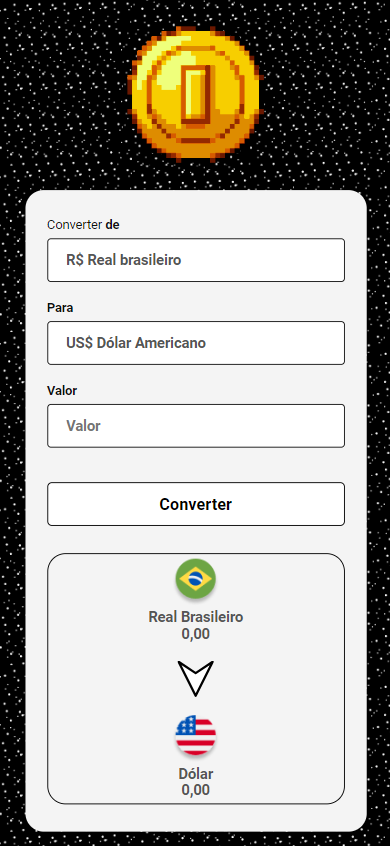 Converter de
R$ Real brasileiro
Para
US$ Dólar Americano
Valor
Valor
Converter
Real Brasileiro
0,00
Dólar
0,00